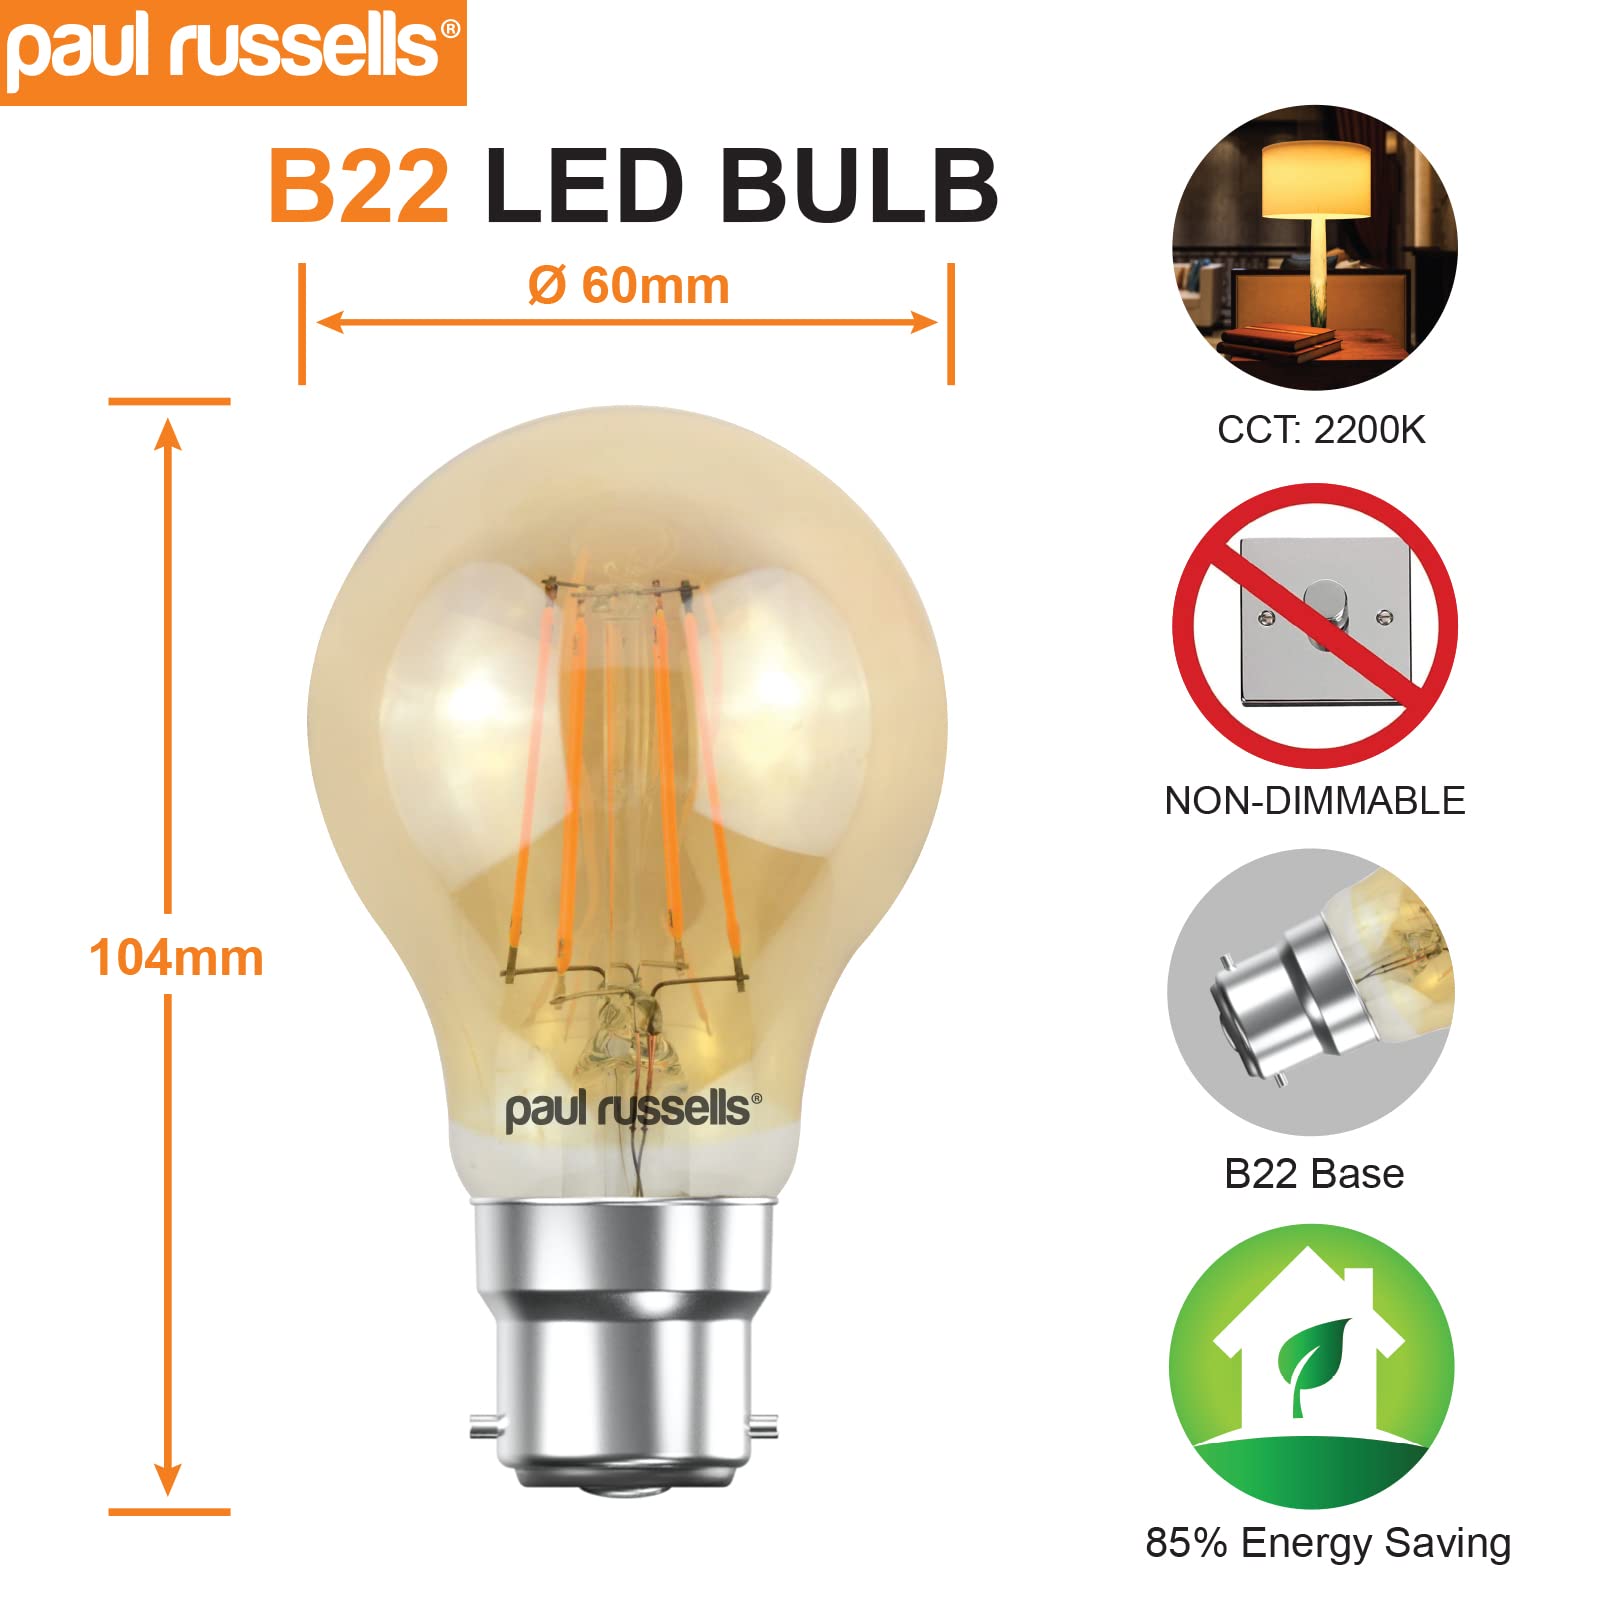 paul russells®
B22 LED BULB
Ø 60mm
104mm
paul russells®
CCT: 2200K
NON-DIMMABLE
B22 Base
85% Energy Saving